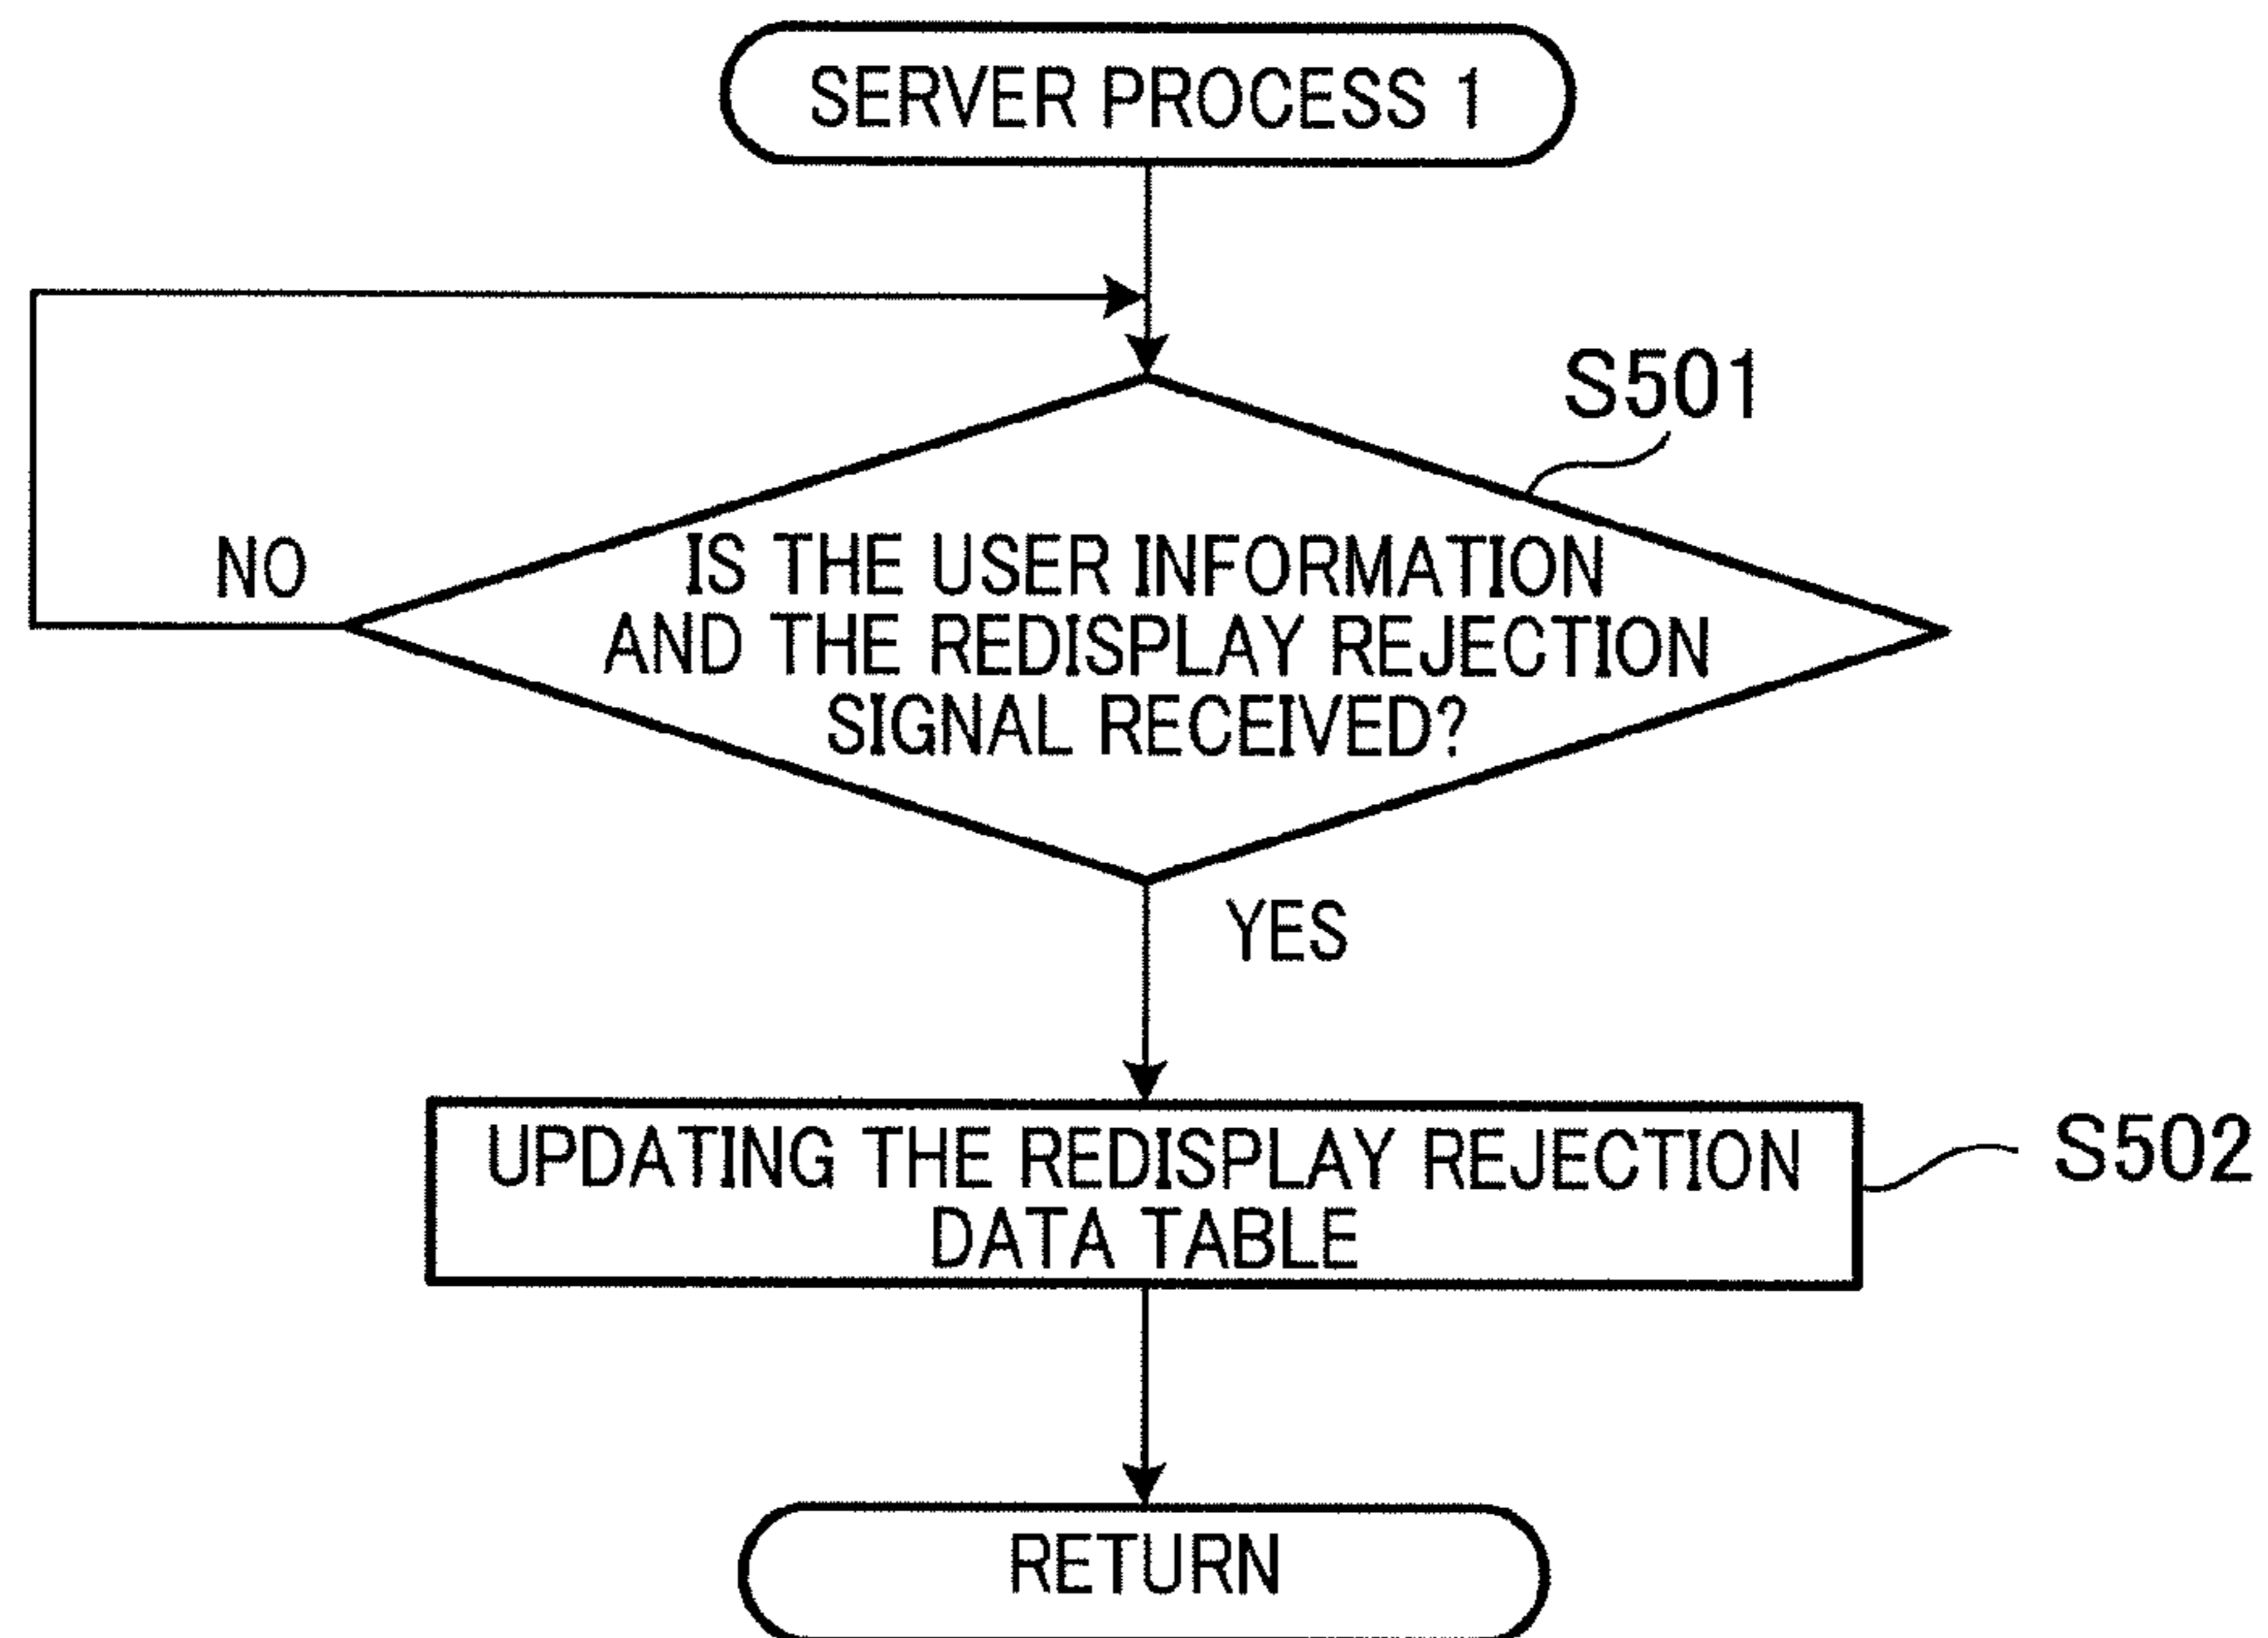 SERVER PROCESS 1
S501
NO
IS THE USER INFORMATION
AND THE REDISPLAY REJECTION
SIGNAL RECEIVED?
YES
UPDATING THE REDISPLAY REJECTION
DATA TABLE
S502
RETURN